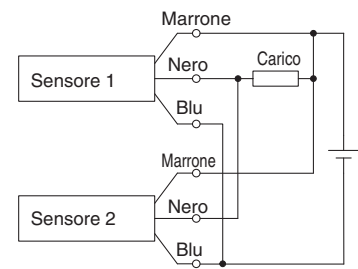 Marrone
Nero
Carico
Sensore 1
Blu
Marrone
Nero
Sensore 2
Blu